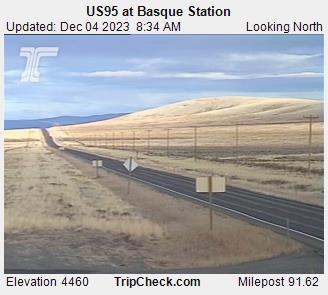 US95 at Basque Station
Updated: Dec 04 2023 8:34 AM Looking North
Elevation 4460 TripCheck.com Milepost 91.62